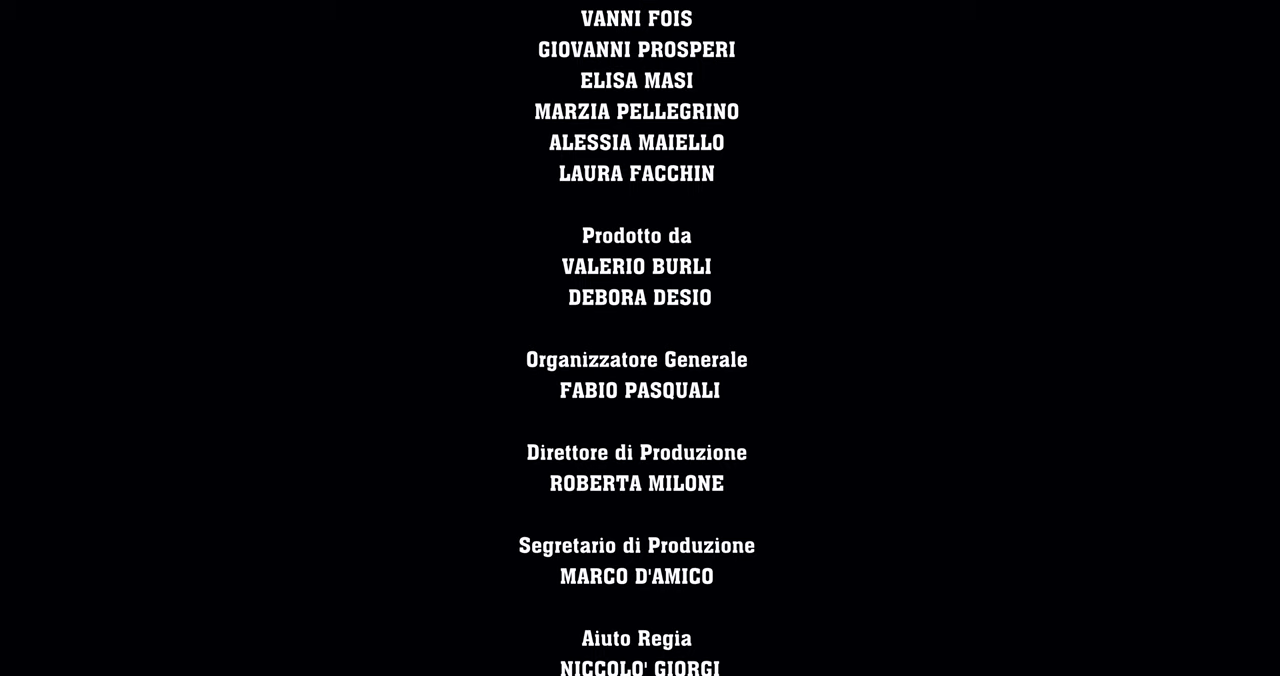 VANNI FOIS
GIOVANNI PROSPERI
ELISA MASI
MARZIA PELLEGRINO
ALESSIA MAIELLO
LAURA FACCHIN
Prodotto da
VALERIO BURLI
DEBORA DESIO
Organizzatore Generale
FABIO PASQUALI
Direttore di Produzione
ROBERTA MILONE
Segretario di Produzione
MARCO D'AMICO
Aiuto Regia
NICCOLO' GIORGI